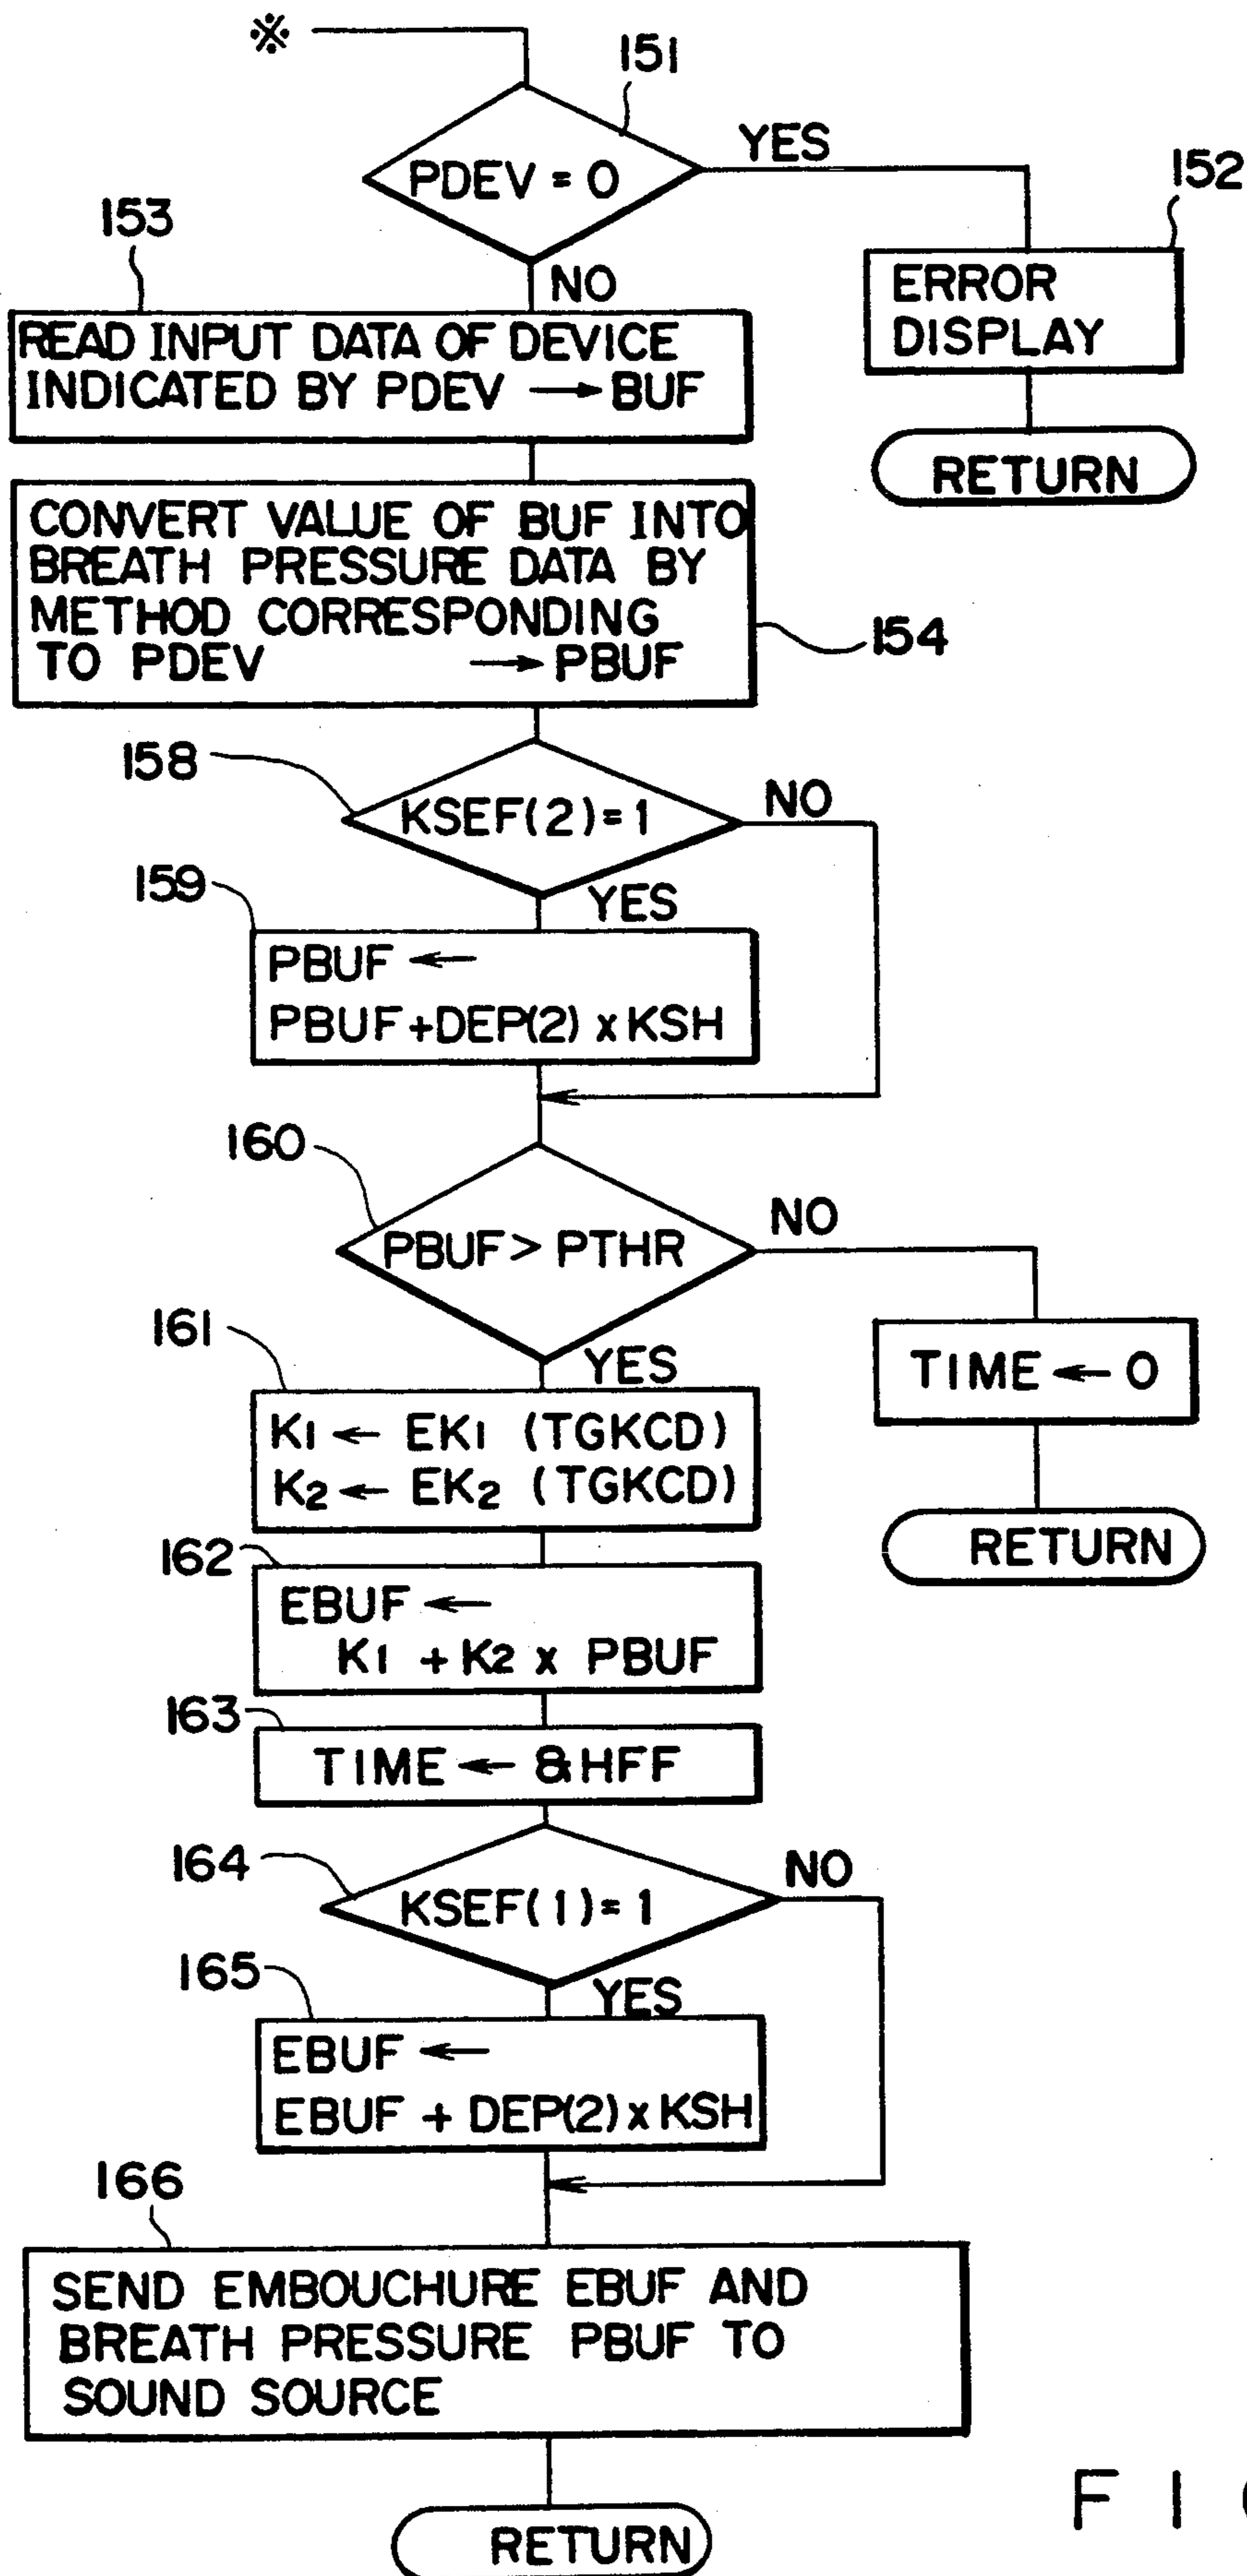 ※
151
PDEV = 0
YES
152
ERROR
DISPLAY
RETURN
153
NO
READ INPUT DATA OF DEVICE
INDICATED BY PDEV → BUF
CONVERT VALUE OF BUF INTO
BREATH PRESSURE DATA BY
METHOD CORRESPONDING
TO PDEV → PBUF
154
158
KSEF(2)=1
NO
159
YES
PBUF ←
PBUF+DEP(2) x KSH
160
PBUF > PTHR
NO
TIME ← 0
RETURN
161
YES
K1 ← EK1 (TGKCD)
K2 ← EK2 (TGKCD)
162
EBUF ←
K1 + K2 x PBUF
163
TIME ← &HFF
164
KSEF(1)=1
NO
165
YES
EBUF ←
EBUF + DEP(2) x KSH
166
SEND EMBOUCHURE EBUF AND
BREATH PRESSURE PBUF TO
SOUND SOURCE
RETURN
F I